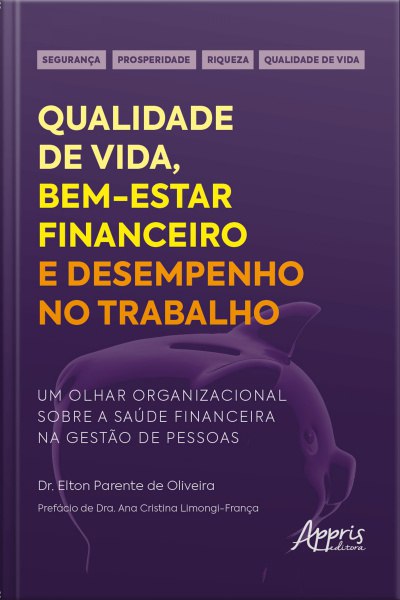 SEGURANÇA PROSPERIDADE RIQUEZA QUALIDADE DE VIDA
QUALIDADE
DE VIDA,
BEM-ESTAR
FINANCEIRO
E DESEMPENHO
NO TRABALHO
UM OLHAR ORGANIZACIONAL
SOBRE A SAÚDE FINANCEIRA
NA GESTÃO DE PESSOAS
Dr. Elton Parente de Oliveira
Prefácio de Dra. Ana Cristina Limongi-França
Appris
editora